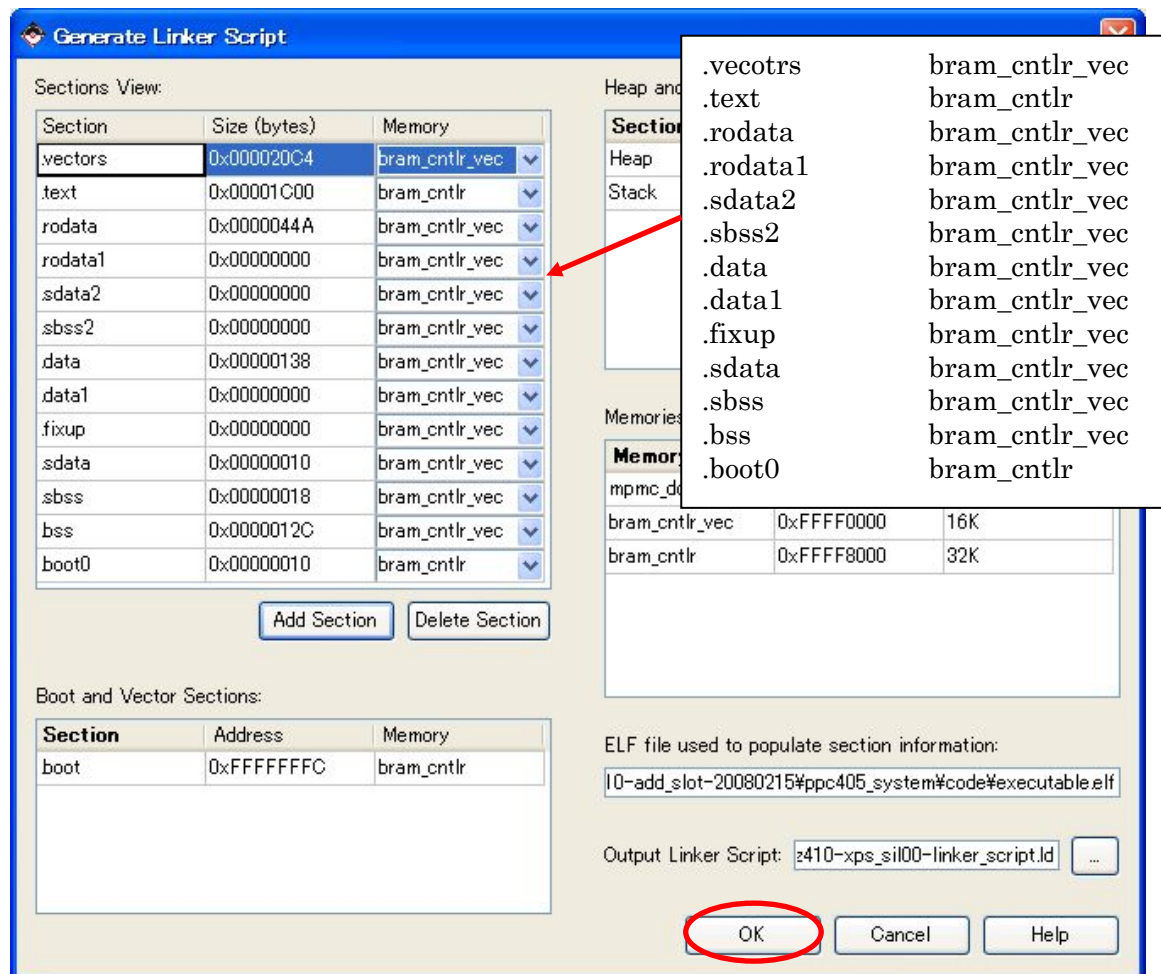 Generate Linker Script
Sections View:
Section Size (bytes) Memory
.vectors 0x000020C4 bram_cntlr_vec
.text 0x00001C00 bram_cntlr
.rodata 0x0000044A bram_cntlr_vec
.rodata1 0x00000000 bram_cntlr_vec
.sdata2 0x00000000 bram_cntlr_vec
.sbss2 0x00000000 bram_cntlr_vec
.data 0x00000138 bram_cntlr_vec
.data1 0x00000000 bram_cntlr_vec
.fixup 0x00000000 bram_cntlr_vec
.sdata 0x00000010 bram_cntlr_vec
.sbss 0x00000018 bram_cntlr_vec
.bss 0x0000012C bram_cntlr_vec
.boot0 0x00000010 bram_cntlr
Add Section Delete Section
Boot and Vector Sections:
Section Address Memory
.boot 0xFFFFFFFC bram_cntlr
Heap and
Section
Heap
Stack
.vecotrs bram_cntlr_vec
.text bram_cntlr
.rodata bram_cntlr_vec
.rodata1 bram_cntlr_vec
.sdata2 bram_cntlr_vec
.sbss2 bram_cntlr_vec
.data bram_cntlr_vec
.data1 bram_cntlr_vec
.fixup bram_cntlr_vec
.sdata bram_cntlr_vec
.sbss bram_cntlr_vec
.bss bram_cntlr_vec
.boot0 bram_cntlr
Memories
Memory
mpmc_d
bram_cntlr_vec 0xFFFF0000 16K
bram_cntlr 0xFFFF8000 32K
ELF file used to populate section information:
10-add_slot-20080215¥ppc405_system¥code¥executable.elf
Output Linker Script: z410-xps_sil00-linker_script.ld ...
OK Cancel Help